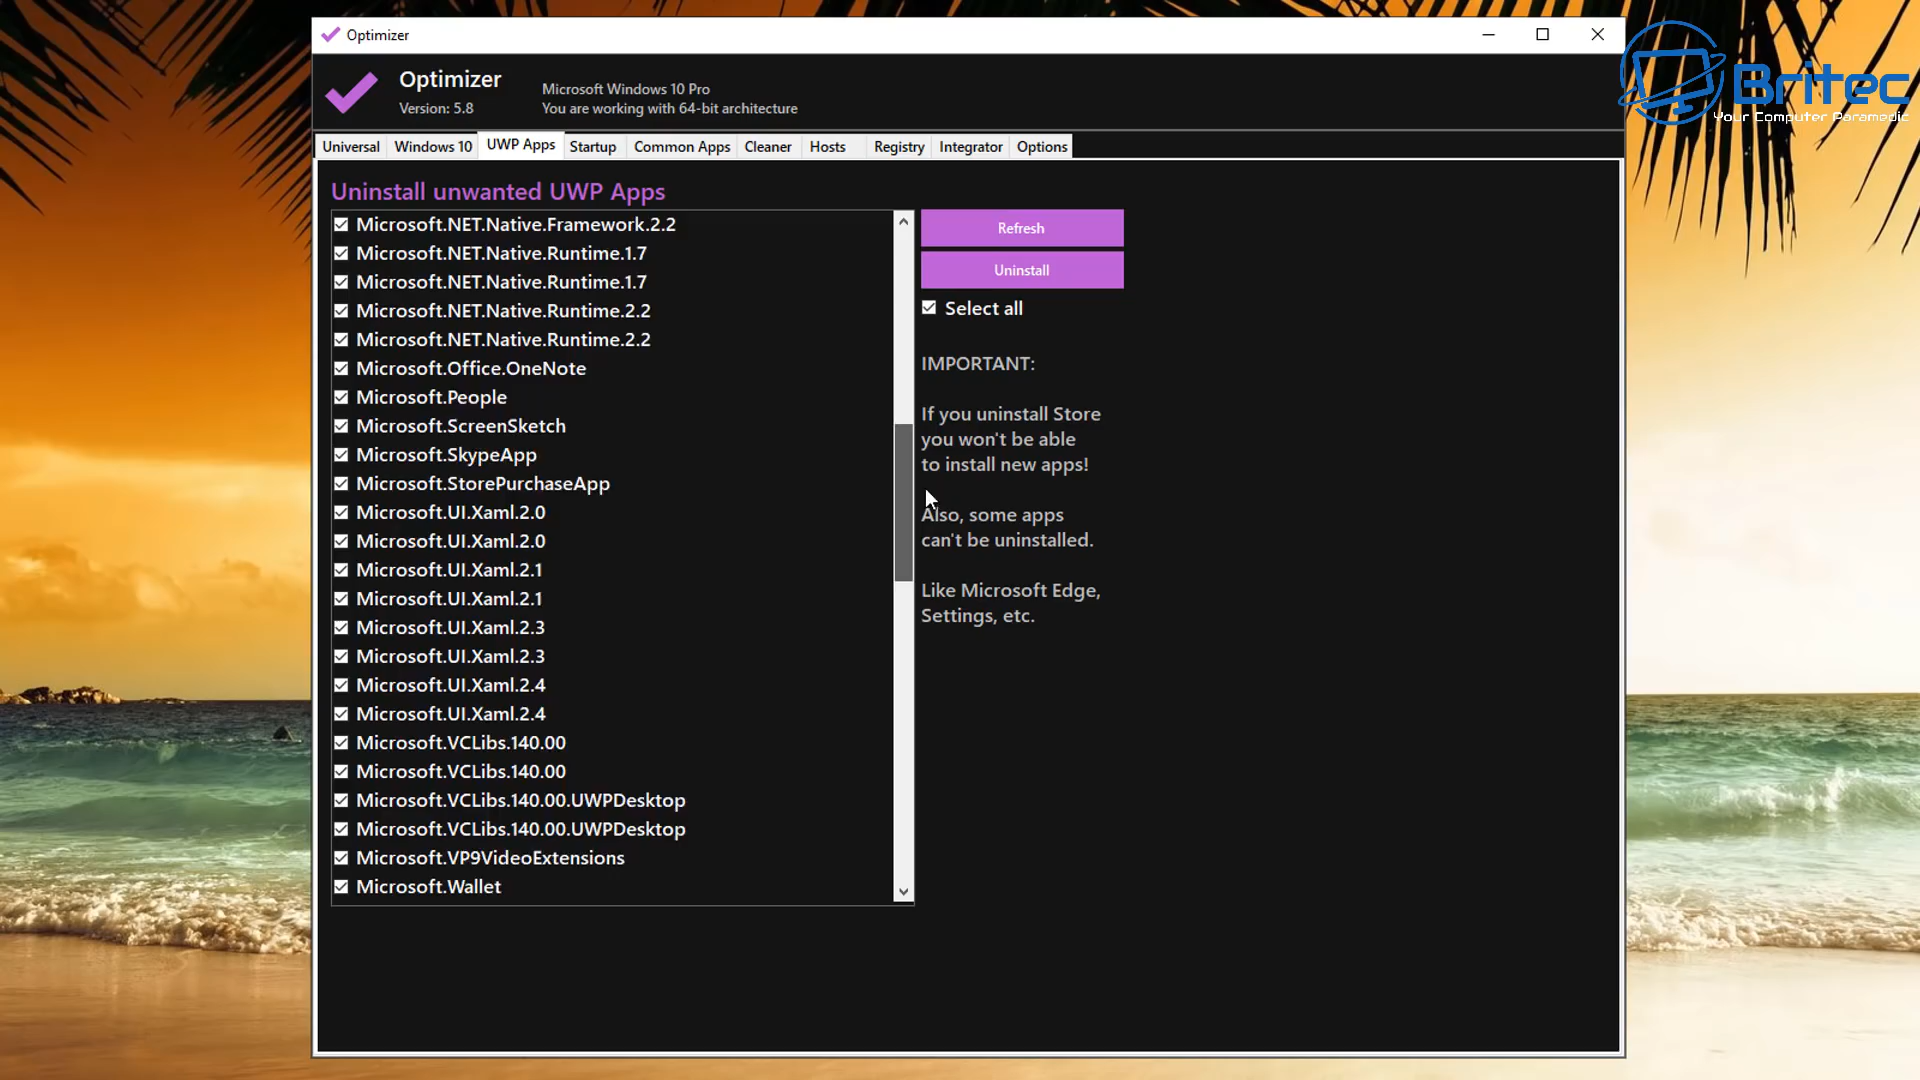 Optimizer
Optimizer
Version: 5.8
Microsoft Windows 10 Pro
You are working with 64-bit architecture
Britec
Your Computer Paramedic
Universal
Windows 10
UWP Apps
Startup
Common Apps
Cleaner
Hosts
Registry
Integrator
Options
Uninstall unwanted UWP Apps
Microsoft.NET.Native.Framework.2.2
Microsoft.NET.Native.Runtime.1.7
Microsoft.NET.Native.Runtime.1.7
Microsoft.NET.Native.Runtime.2.2
Microsoft.NET.Native.Runtime.2.2
Microsoft.Office.OneNote
Microsoft.People
Microsoft.ScreenSketch
Microsoft.SkypeApp
Microsoft.StorePurchaseApp
Microsoft.UI.Xaml.2.0
Microsoft.UI.Xaml.2.0
Microsoft.UI.Xaml.2.1
Microsoft.UI.Xaml.2.1
Microsoft.UI.Xaml.2.3
Microsoft.UI.Xaml.2.3
Microsoft.UI.Xaml.2.4
Microsoft.UI.Xaml.2.4
Microsoft.VCLibs.140.00
Microsoft.VCLibs.140.00
Microsoft.VCLibs.140.00.UWPDesktop
Microsoft.VCLibs.140.00.UWPDesktop
Microsoft.VP9VideoExtensions
Microsoft.Wallet
Refresh
Uninstall
Select all
IMPORTANT:
If you uninstall Store
you won't be able
to install new apps!
Also, some apps
can't be uninstalled.
Like Microsoft Edge,
Settings, etc.